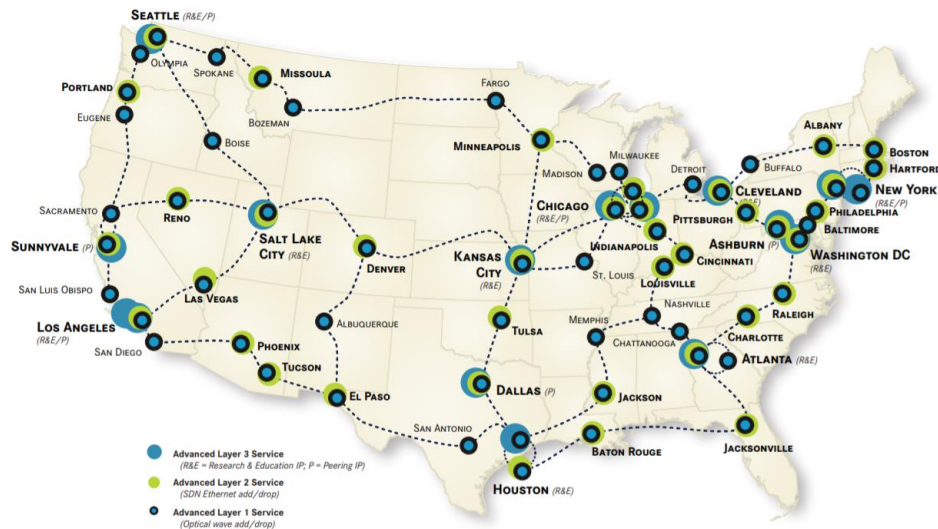 SEATTLE (R&E/P)
OLYMPIA
SPOKANE
MISSOULA
PORTLAND
EUGENE
BOZEMAN
BOISE
FARGO
MINNEAPOLIS
MADISON
MILWAUKEE
DETROIT
BUFFALO
ALBANY
BOSTON
HARTFORD
CHICAGO
(R&E/P)
CLEVELAND
NEW YORK
(R&E/P)
SACRAMENTO
RENO
PITTSBURGH
PHILADELPHIA
BALTIMORE
SUNNYVALE (P)
SALT LAKE
CITY (R&E)
DENVER
KANSAS
CITY
(R&E)
INDIANAPOLIS
CINCINNATI
ASHBURN (P)
WASHINGTON DC
(R&E)
ST. LOUIS
LOUISVILLE
SAN LUIS OBISPO
LAS VEGAS
NASHVILLE
RALEIGH
LOS ANGELES
(R&E/P)
SAN DIEGO
ALBUQUERQUE
TULSA
MEMPHIS
CHATTANOOGA
CHARLOTTE
PHOENIX
TUCSON
ATLANTA (R&E)
EL PASO
DALLAS (P)
JACKSON
SAN ANTONIO
BATON ROUGE
JACKSONVILLE
HOUSTON (R&E)
Advanced Layer 3 Service
(R&E = Research & Education IP; P = Peering IP)
Advanced Layer 2 Service
(SDN Ethernet add/drop)
Advanced Layer 1 Service
(Optical wave add/drop)